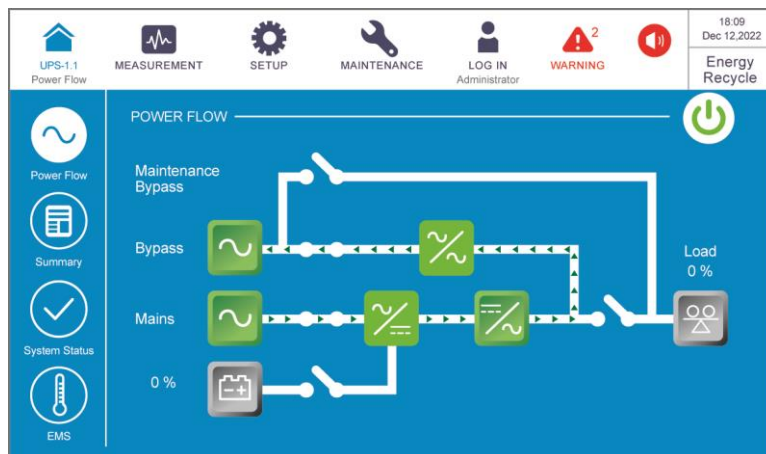 UPS-1.1
Power Flow
MEASUREMENT
SETUP
MAINTENANCE
LOG IN
Administrator
2
WARNING
18:09
Dec 12,2022
Energy
Recycle
Power Flow
Summary
System Status
EMS
POWER FLOW
Maintenance
Bypass
Bypass
Load
0 %
Mains
0 %